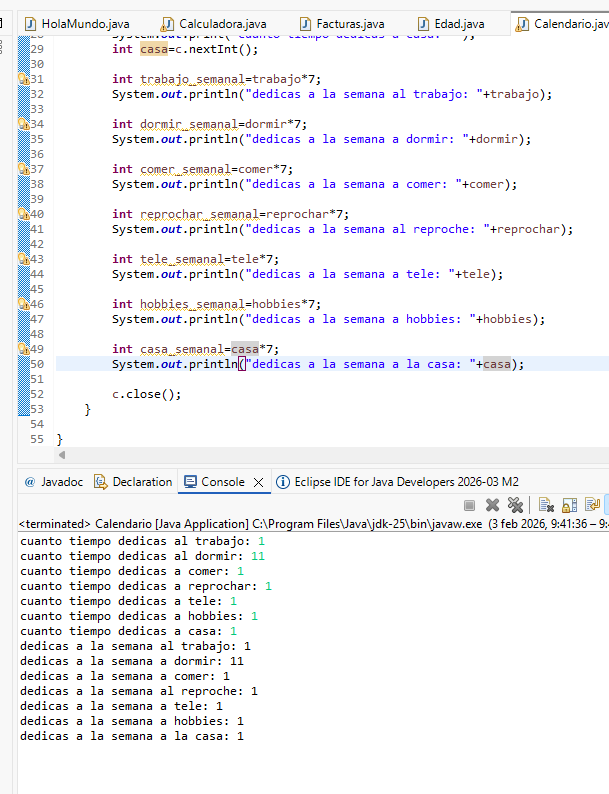 HolaMundo.java Calculadora.java Facturas.java Edad.java Calendario.jav
29 int casa=c.nextInt();
30
31 int trabajo_semanal=trabajo*7;
32 System.out.println("dedicas a la semana al trabajo: "+trabajo);
33
34 int dormir_semanal=dormir*7;
35 System.out.println("dedicas a la semana a dormir: "+dormir);
36
37 int comer_semanal=comer*7;
38 System.out.println("dedicas a la semana a comer: "+comer);
39
40 int reprochar_semanal=reprochar*7;
41 System.out.println("dedicas a la semana al reproche: "+reprochar);
42
43 int tele_semanal=tele*7;
44 System.out.println("dedicas a la semana a tele: "+tele);
45
46 int hobbies_semanal=hobbies*7;
47 System.out.println("dedicas a la semana a hobbies: "+hobbies);
48
49 int casa_semanal=casa*7;
50 System.out.println("dedicas a la semana a la casa: "+casa);
51
52 c.close();
53 }
54
55 }
@ Javadoc Declaration Console Eclipse IDE for Java Developers 2026-03 M2
<terminated> Calendario [Java Application] C:\Program Files\Java\jdk-25\bin\javaw.exe (3 feb 2026, 9:41:36 – 9:4
cuanto tiempo dedicas al trabajo: 1
cuanto tiempo dedicas al dormir: 11
cuanto tiempo dedicas a comer: 1
cuanto tiempo dedicas a reprochar: 1
cuanto tiempo dedicas a tele: 1
cuanto tiempo dedicas a hobbies: 1
cuanto tiempo dedicas a casa: 1
dedicas a la semana al trabajo: 1
dedicas a la semana a dormir: 11
dedicas a la semana a comer: 1
dedicas a la semana al reproche: 1
dedicas a la semana a tele: 1
dedicas a la semana a hobbies: 1
dedicas a la semana a la casa: 1